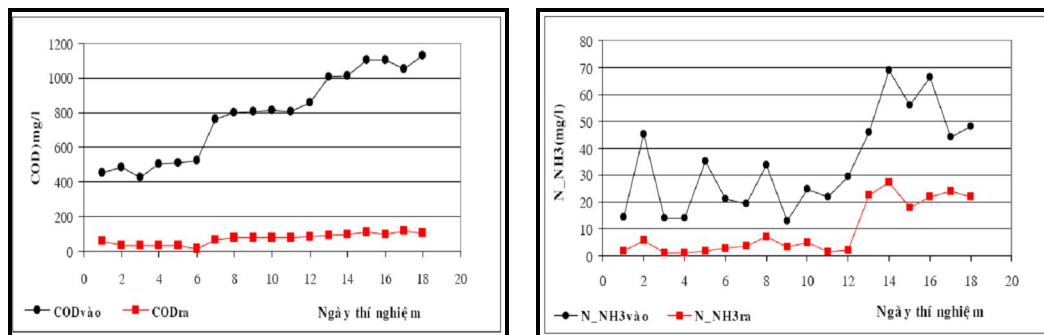 COD)mg/l
1200
1000
800
600
400
200
0
0 2 4 6 8 10 12 14 16 18 20
CODvào CODra Ngày thí nghiệm
N_NH3(mg/l)
80
70
60
50
40
30
20
10
0
0 2 4 6 8 10 12 14 16 18 20
N_NH3vào N_NH3ra Ngày thí nghiệm